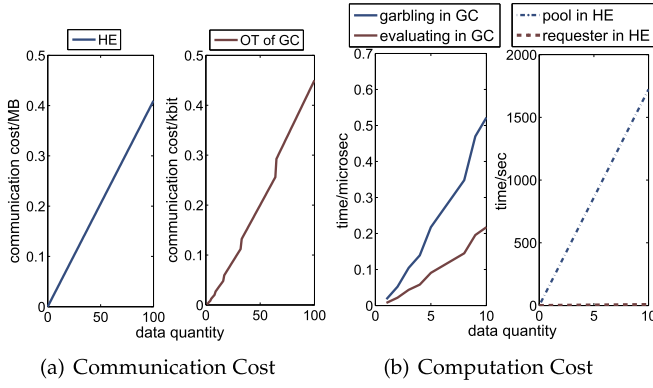 HE
OT of GC
garbling in GC
evaluating in GC
pool in HE
requester in HE
communication cost/MB
0.5
0.4
0.3
0.2
0.1
0
0 50 100
communication cost/kbit
0.5
0.4
0.3
0.2
0.1
0
0 50 100
data quantity
time/microsec
0.7
0.6
0.5
0.4
0.3
0.2
0.1
0
0 5 10
time/sec
2000
1500
1000
500
0
0 5 10
data quantity
(a) Communication Cost
(b) Computation Cost